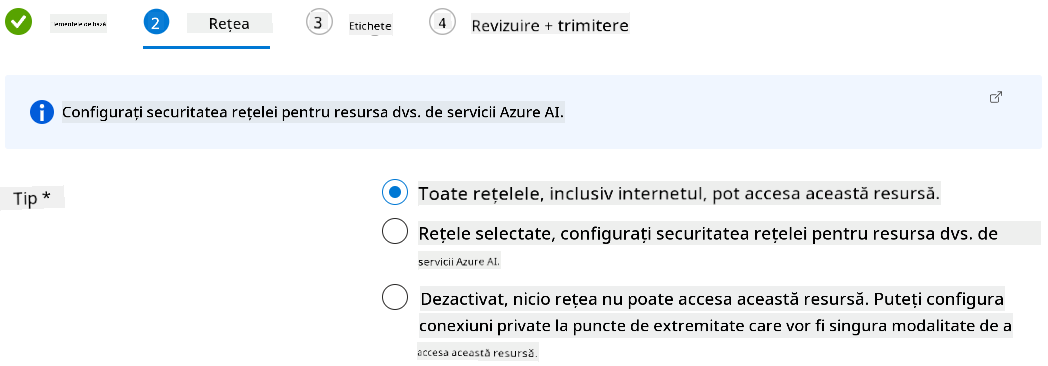 ementele de bază
2
Rețea
3
Etichete
4
Revizuire + trimitere
Configurați securitatea rețelei pentru resursa dvs. de servicii Azure AI.
Tip *
Toate rețelele, inclusiv internetul, pot accesa această resursă.
Rețele selectate, configurați securitatea rețelei pentru resursa dvs. de
servicii Azure AI.
Dezactivat, nicio rețea nu poate accesa această resursă. Puteți configura
conexiuni private la puncte de extremitate care vor fi singura modalitate de a
accesa această resursă.